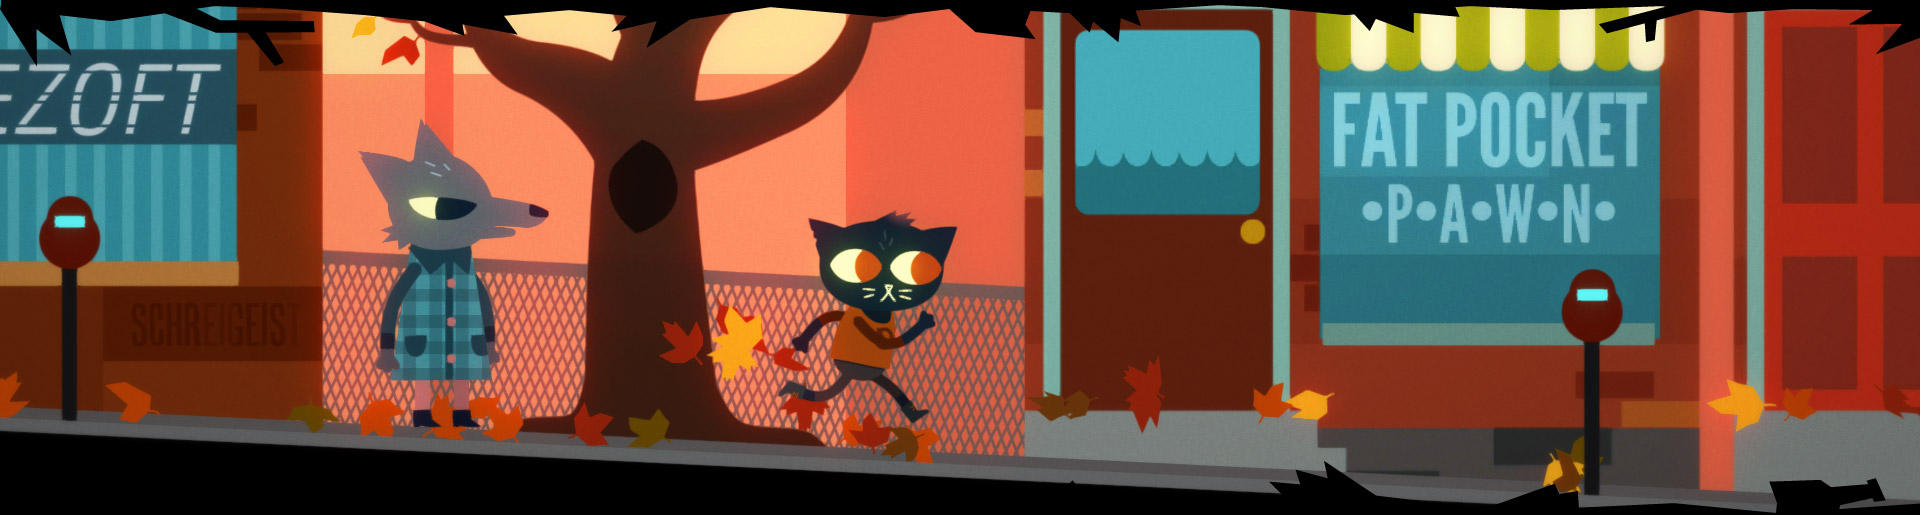 EZOFT
SCHREIGEIST
FAT POCKET
•P•A•W•N•